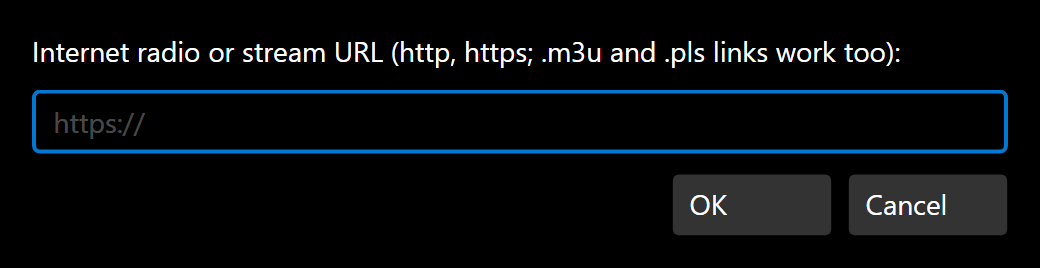 Internet radio or stream URL (http, https; .m3u and .pls links work too):
https://
OK
Cancel